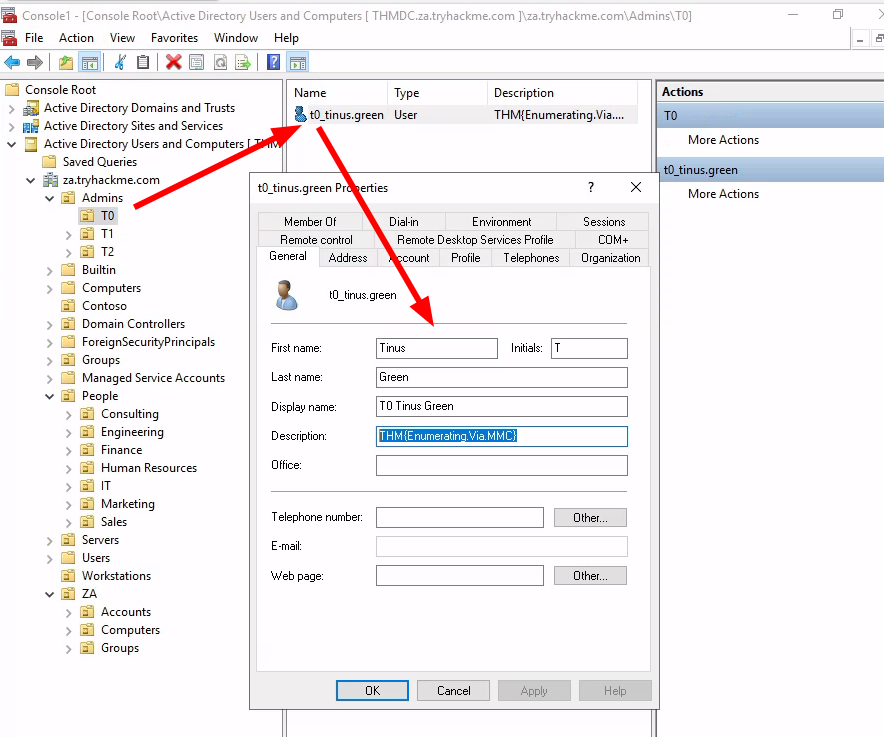 Console1 - [Console Root\Active Directory Users and Computers [ THMDC.za.tryhackme.com ]\za.tryhackme.com\Admins\T0]
File Action View Favorites Window Help
Console Root
Active Directory Domains and Trusts
Active Directory Sites and Services
Active Directory Users and Computers [ THM
Saved Queries
za.tryhackme.com
Admins
T0
T1
T2
Builtin
Computers
Contoso
Domain Controllers
ForeignSecurityPrincipals
Groups
Managed Service Accounts
People
Consulting
Engineering
Finance
Human Resources
IT
Marketing
Sales
Servers
Users
Workstations
ZA
Accounts
Computers
Groups
Name Type Description
t0_tinus.green User THM{Enumerating.Via....
t0_tinus.green Properties
?
Member Of Dial-in Environment Sessions
Remote control Remote Desktop Services Profile COM+
General Address Account Profile Telephones Organization
t0_tinus.green
First name: Tinus Initials: T
Last name: Green
Display name: T0 Tinus Green
Description: THM{Enumerating.Via.MMC}
Office:
Telephone number: Other...
E-mail:
Web page: Other...
OK Cancel Apply Help
Actions
T0
More Actions
t0_tinus.green
More Actions